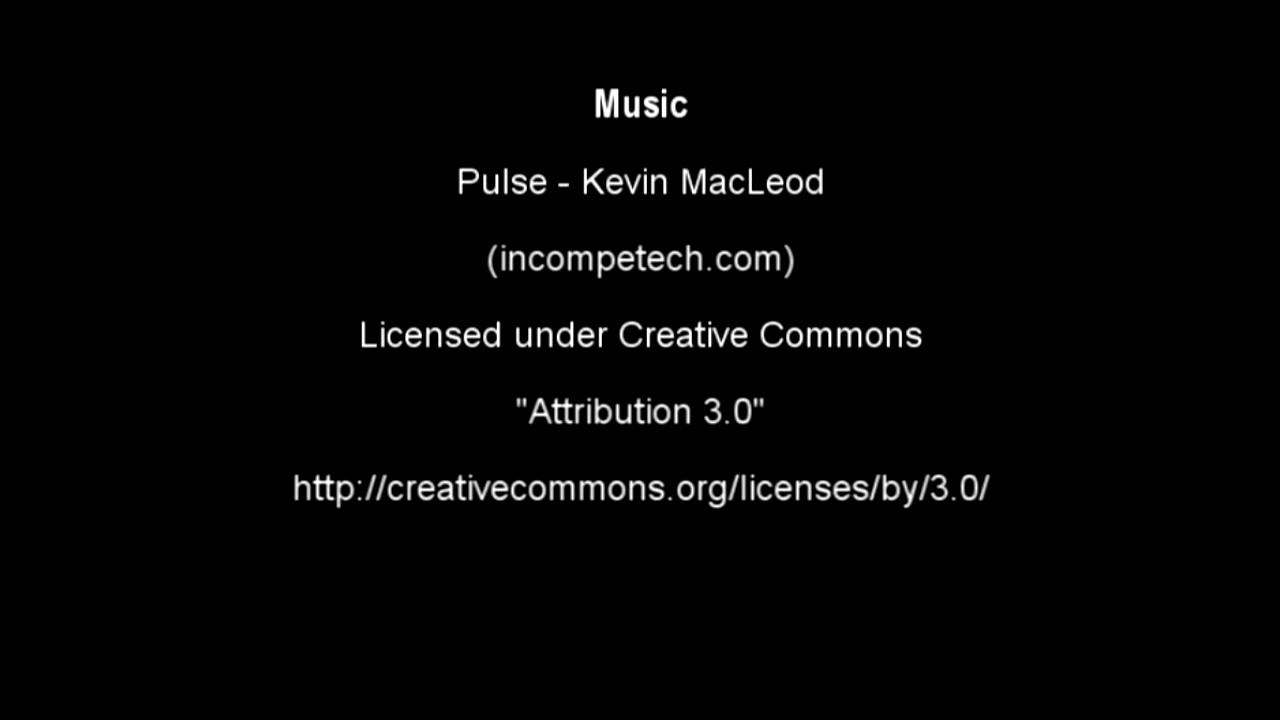 Music
Pulse - Kevin MacLeod
(incompetech.com)
Licensed under Creative Commons
"Attribution 3.0"
http://creativecommons.org/licenses/by/3.0/